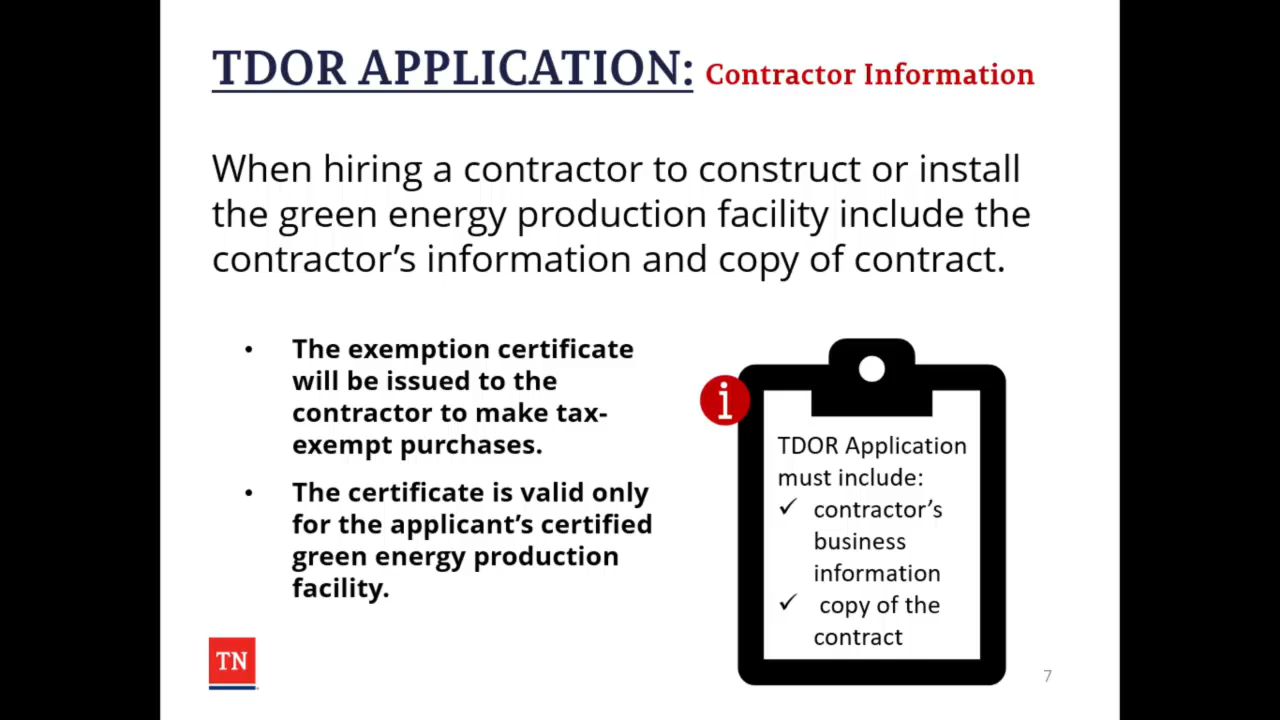 TDOR APPLICATION: Contractor Information
When hiring a contractor to construct or install
the green energy production facility include the
contractor’s information and copy of contract.
• The exemption certificate
will be issued to the
contractor to make tax-
exempt purchases.
• The certificate is valid only
for the applicant’s certified
green energy production
facility.
i
TDOR Application
must include:
✓ contractor’s
business
information
✓ copy of the
contract
TN
7